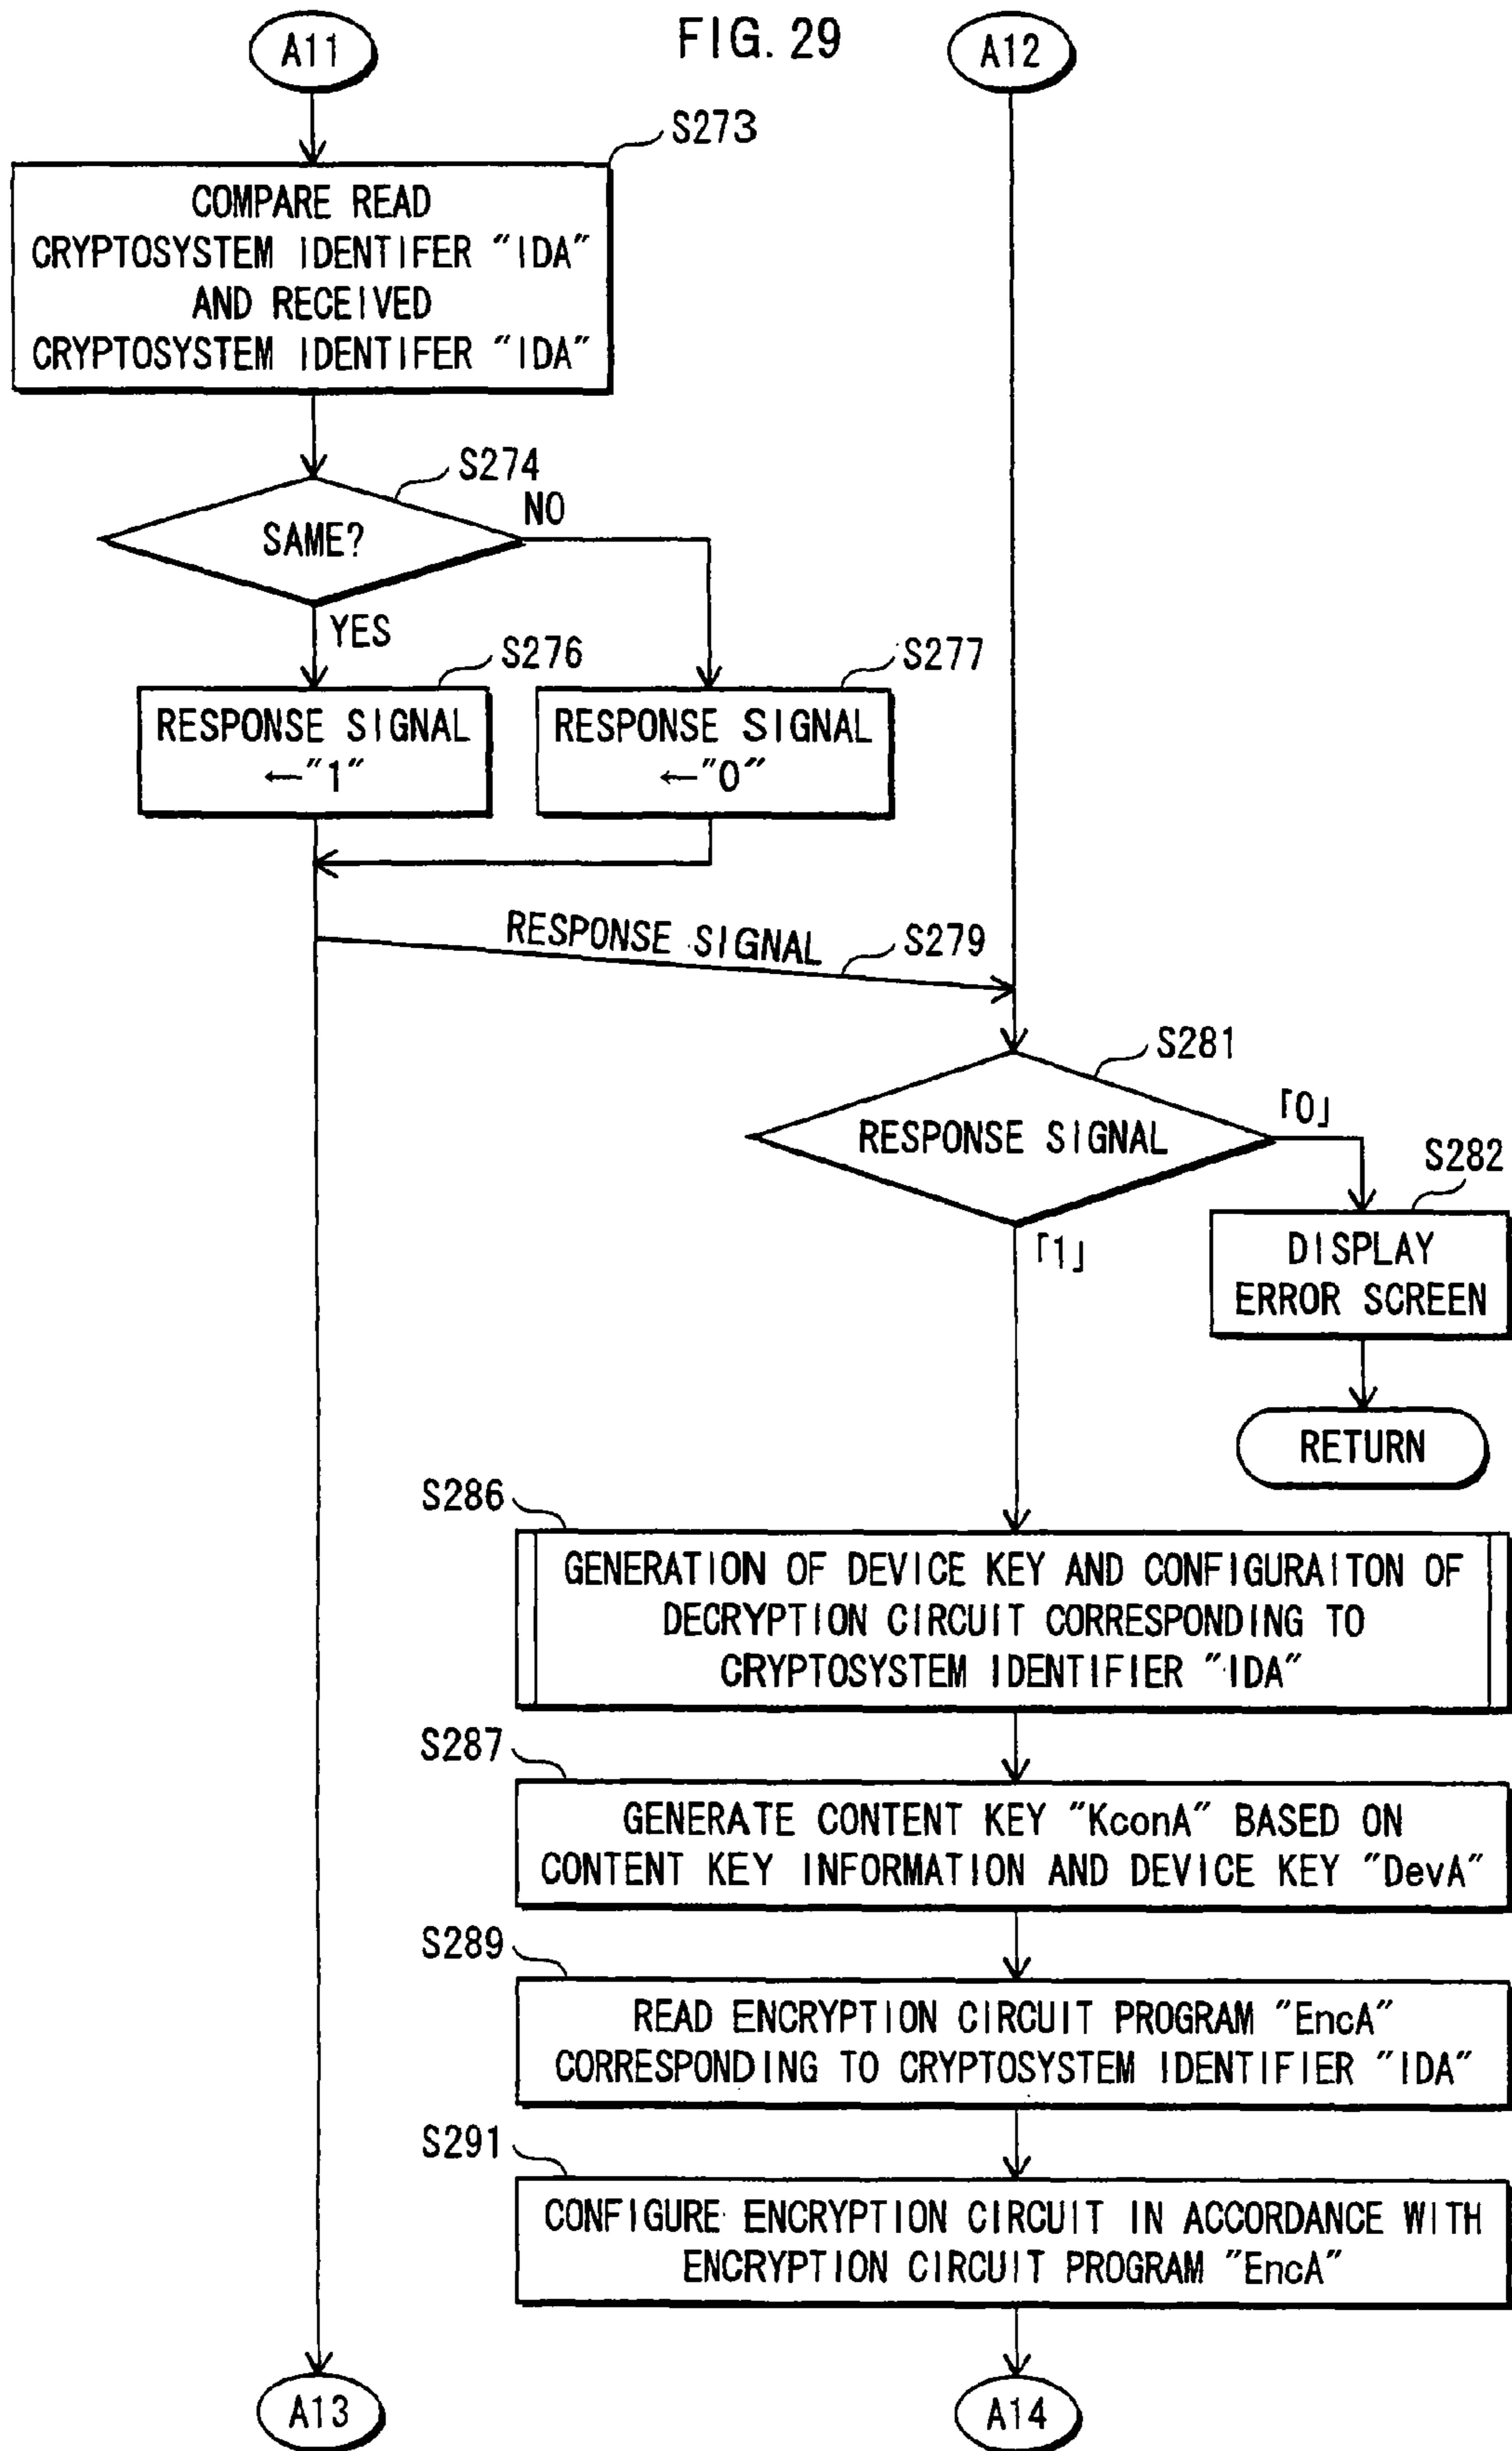 FIG. 29
A11
A12
S273
COMPARE READ
CRYPTOSYSTEM IDENTIFER "IDA"
AND RECEIVED
CRYPTOSYSTEM IDENTIFER "IDA"
S274
SAME?
NO
YES
S276
RESPONSE SIGNAL
←"1"
S277
RESPONSE SIGNAL
←"0"
RESPONSE SIGNAL
S279
S281
RESPONSE SIGNAL
「0」
「1」
S282
DISPLAY
ERROR SCREEN
RETURN
S286
GENERATION OF DEVICE KEY AND CONFIGURAITON OF
DECRYPTION CIRCUIT CORRESPONDING TO
CRYPTOSYSTEM IDENTIFIER "IDA"
S287
GENERATE CONTENT KEY "KconA" BASED ON
CONTENT KEY INFORMATION AND DEVICE KEY "DevA"
S289
READ ENCRYPTION CIRCUIT PROGRAM "EncA"
CORRESPONDING TO CRYPTOSYSTEM IDENTIFIER "IDA"
S291
CONFIGURE ENCRYPTION CIRCUIT IN ACCORDANCE WITH
ENCRYPTION CIRCUIT PROGRAM "EncA"
A13
A14